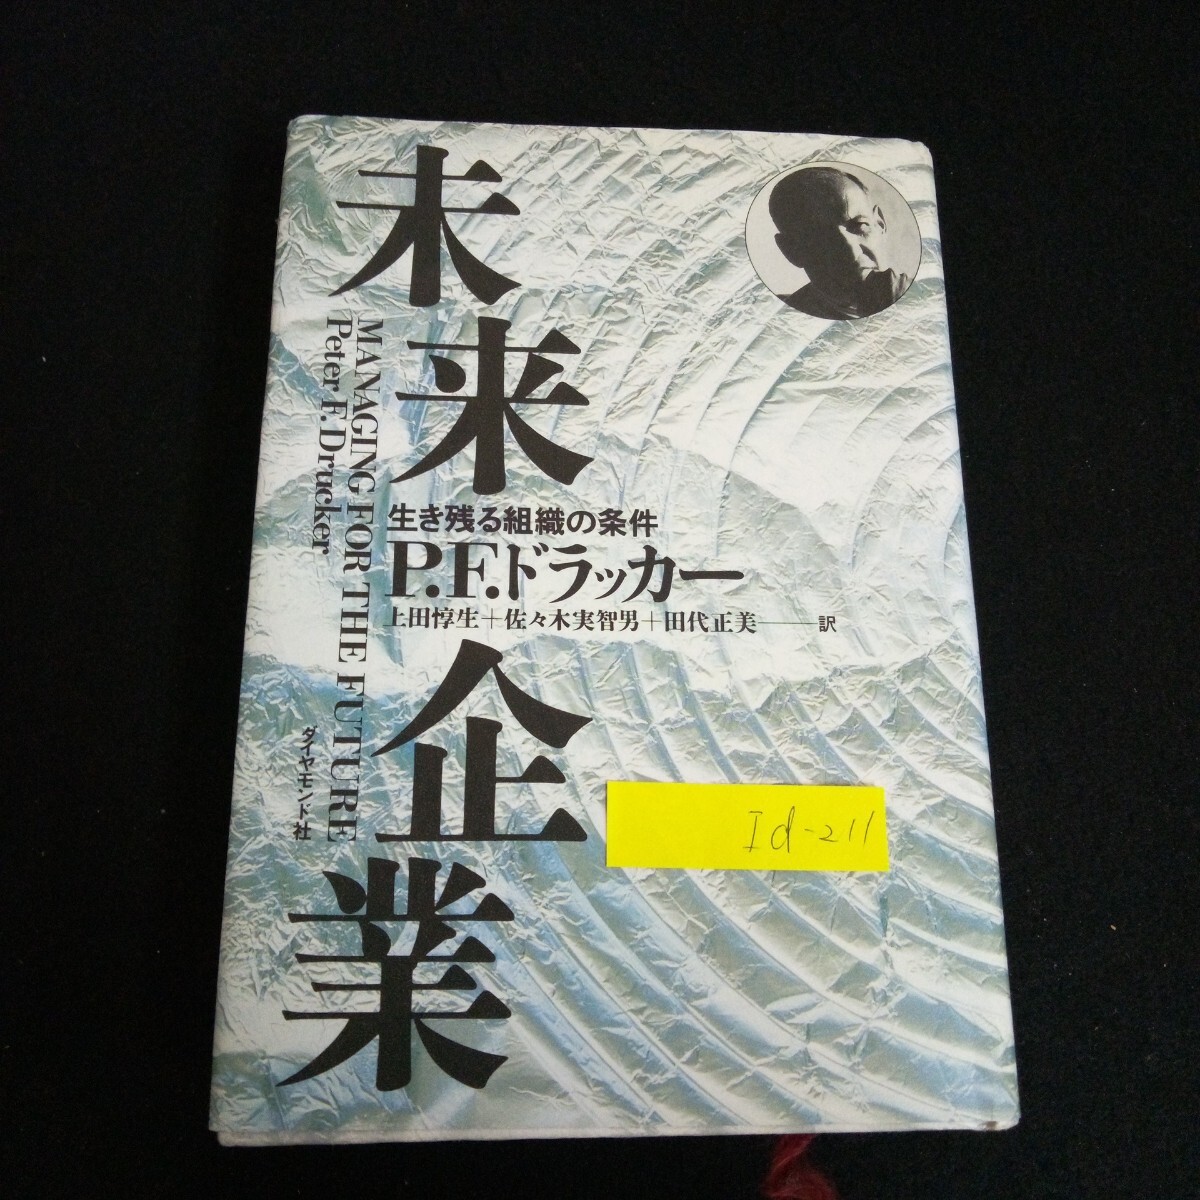 未来企業
MANAGING FOR THE FUTURE
Peter F. Drucker
生き残る組織の条件
P.F.ドラッカー
上田惇生+佐々木実智男+田代正美――訳
ダイヤモンド社
Id-211